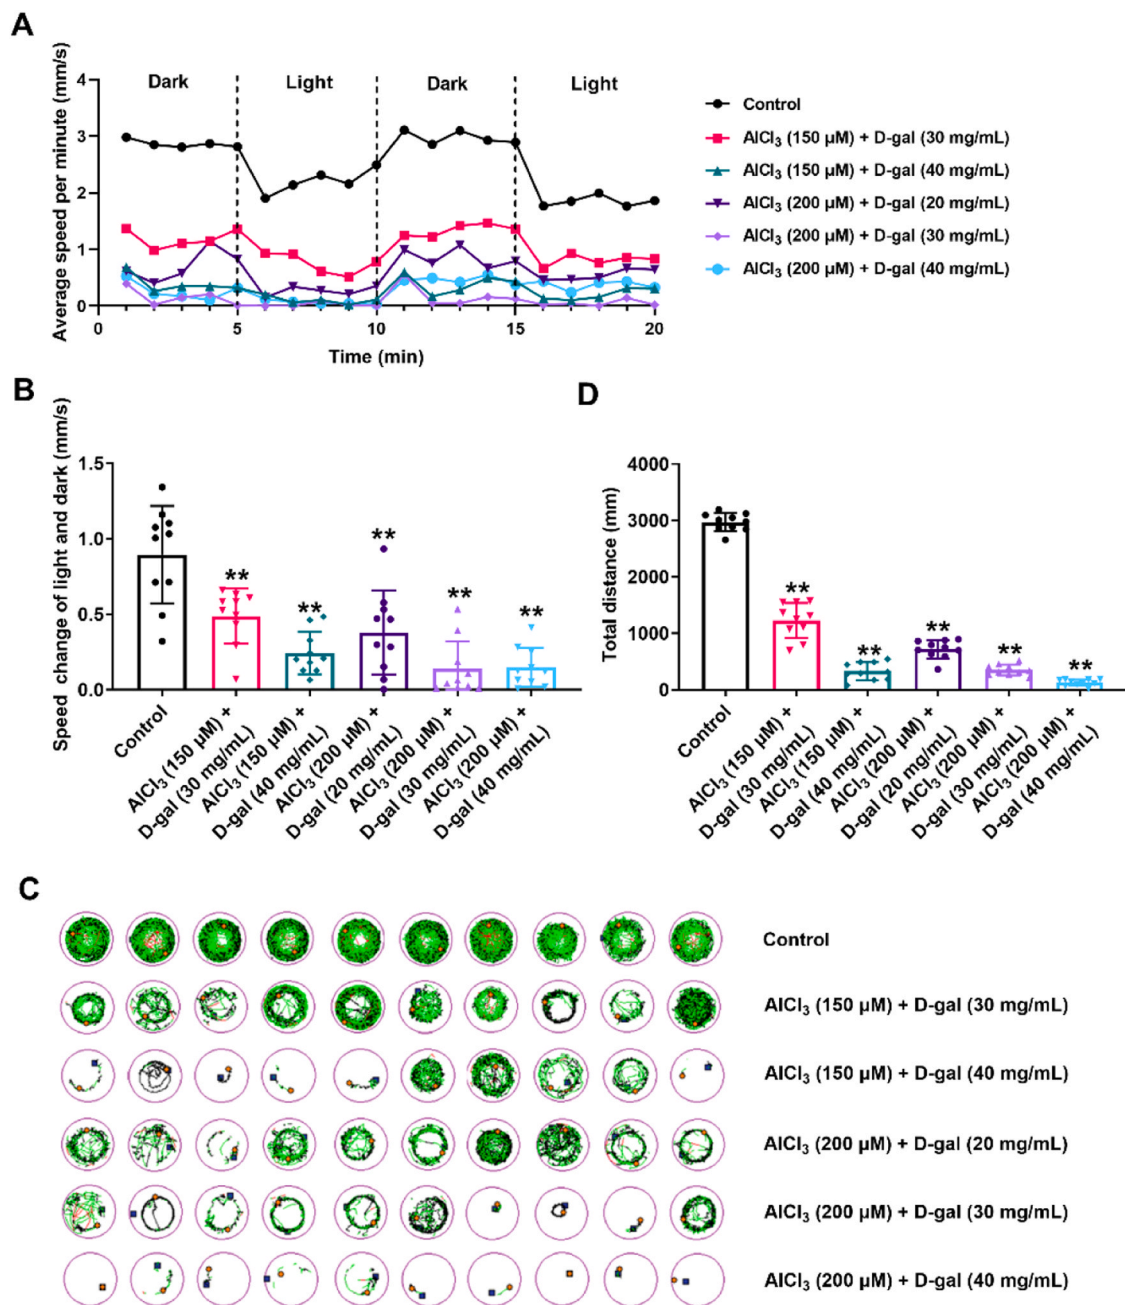 A
Average speed per minute (mm/s)
4
3
2
1
0
Dark
Light
Dark
Light
0
5
10
15
20
Time (min)
Control
AlCl₃ (150 µM) + D-gal (30 mg/mL)
AlCl₃ (150 µM) + D-gal (40 mg/mL)
AlCl₃ (200 µM) + D-gal (20 mg/mL)
AlCl₃ (200 µM) + D-gal (30 mg/mL)
AlCl₃ (200 µM) + D-gal (40 mg/mL)
B
Speed change of light and dark (mm/s)
1.5
1.0
0.5
0.0
**
**
**
**
**
Control
AlCl₃ (150 µM) +
D-gal (30 mg/mL)
AlCl₃ (150 µM) +
D-gal (40 mg/mL)
AlCl₃ (200 µM) +
D-gal (20 mg/mL)
AlCl₃ (200 µM) +
D-gal (30 mg/mL)
AlCl₃ (200 µM) +
D-gal (40 mg/mL)
D
Total distance (mm)
4000
3000
2000
1000
0
**
**
**
**
**
Control
AlCl₃ (150 µM) +
D-gal (30 mg/mL)
AlCl₃ (150 µM) +
D-gal (40 mg/mL)
AlCl₃ (200 µM) +
D-gal (20 mg/mL)
AlCl₃ (200 µM) +
D-gal (30 mg/mL)
AlCl₃ (200 µM) +
D-gal (40 mg/mL)
C
Control
AlCl₃ (150 µM) + D-gal (30 mg/mL)
AlCl₃ (150 µM) + D-gal (40 mg/mL)
AlCl₃ (200 µM) + D-gal (20 mg/mL)
AlCl₃ (200 µM) + D-gal (30 mg/mL)
AlCl₃ (200 µM) + D-gal (40 mg/mL)